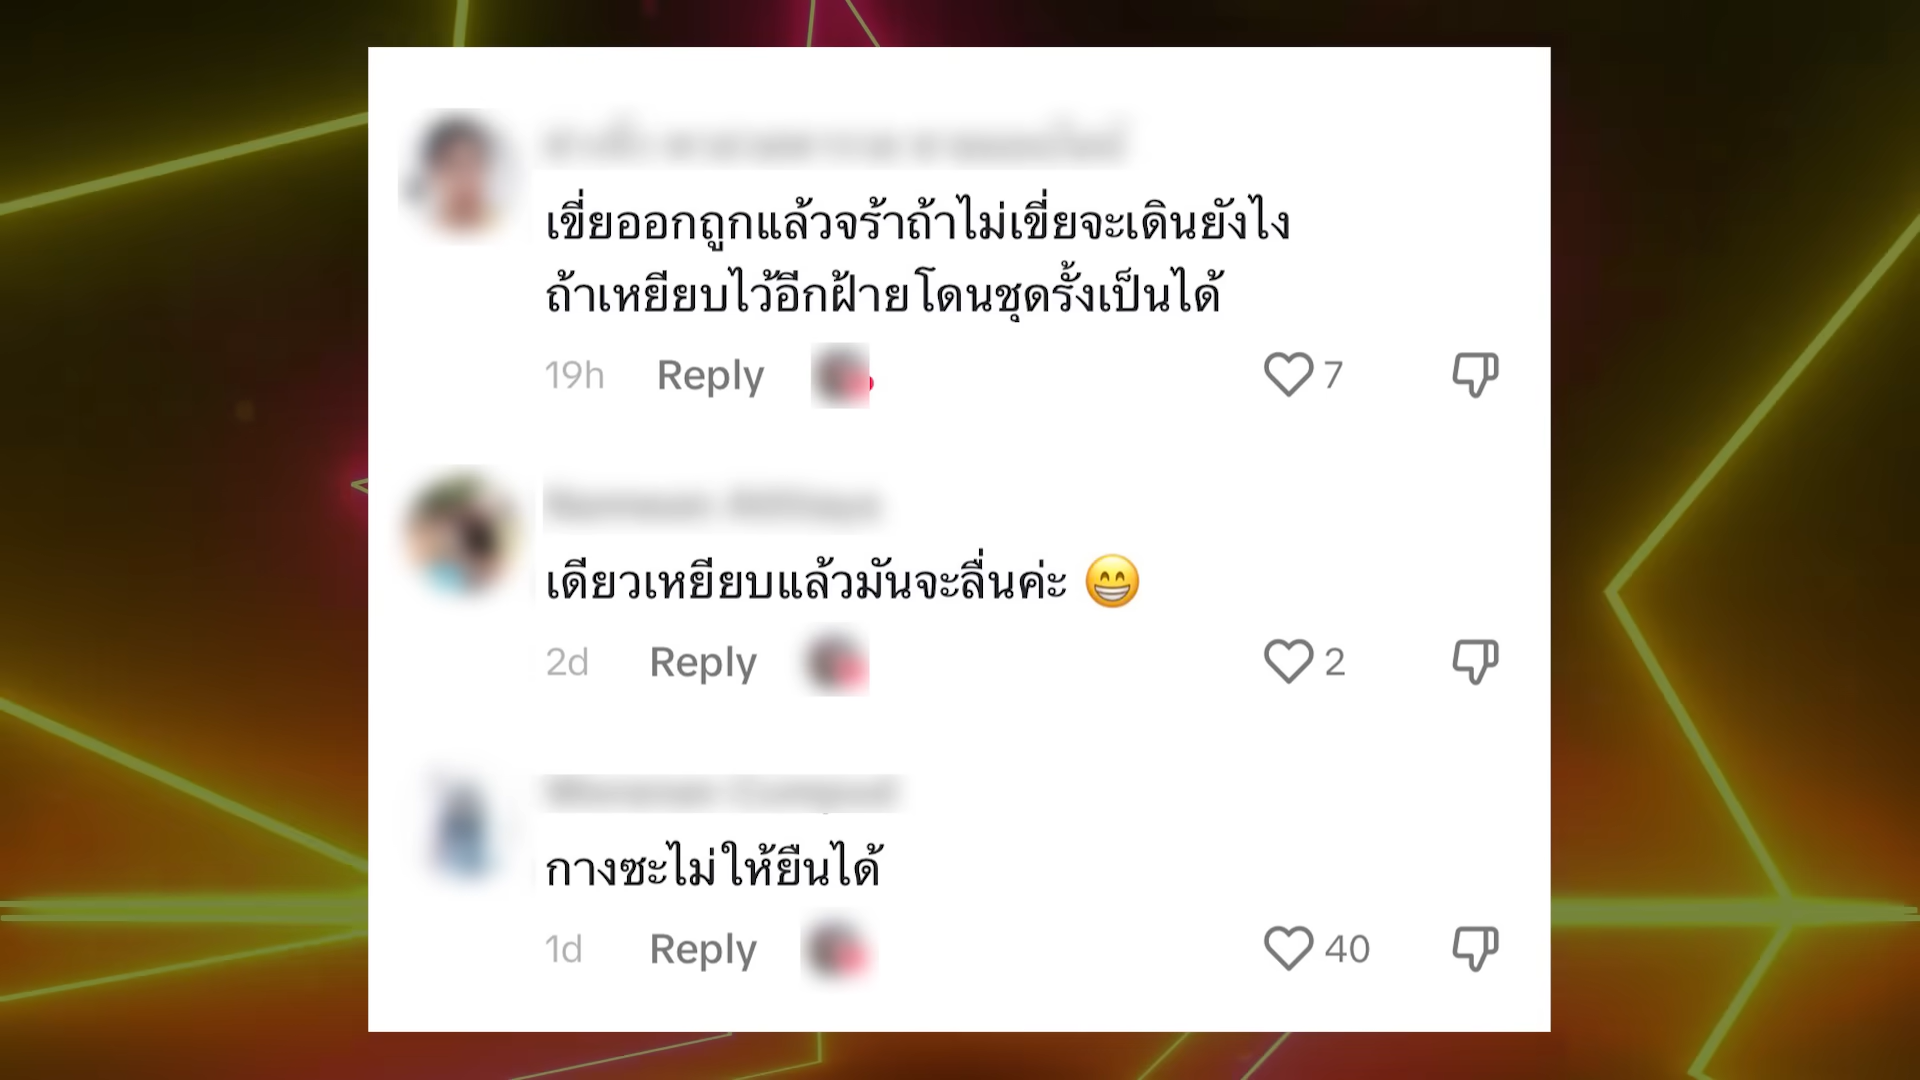 เขี่ยออกถูกแล้วจร้าถ้าไม่เขี่ยจะเดินยังไง
ถ้าเหยียบไว้อีกฝ้ายโดนชุดรั้งเป็นได้
19h Reply 7
เดียวเหยียบแล้วมันจะลื่นค่ะ 😁
2d Reply 2
กางซะไม่ให้ยืนได้
1d Reply 40